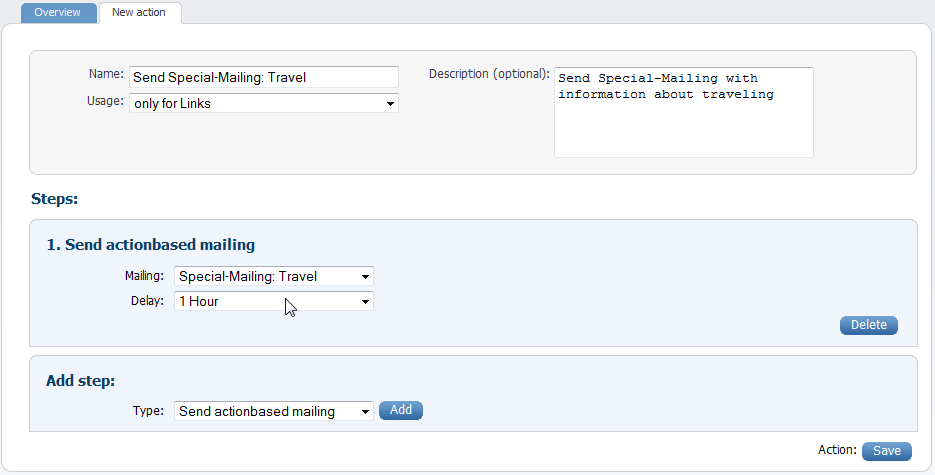 Overview New action
Name: Send Special-Mailing: Travel
Description (optional): Send Special-Mailing with
information about traveling
Usage: only for Links
Steps:
1. Send actionbased mailing
Mailing: Special-Mailing: Travel
Delay: 1 Hour
Delete
Add step:
Type: Send actionbased mailing Add
Action: Save